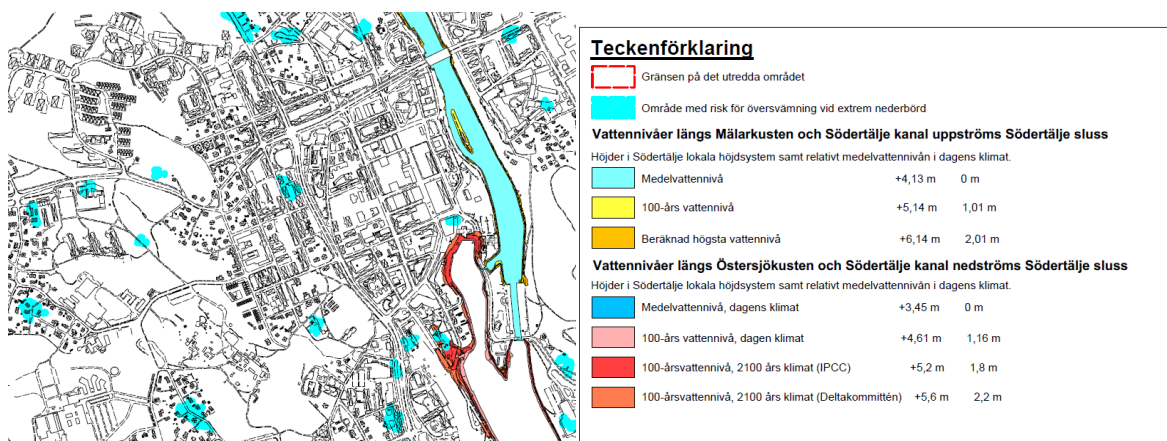 Teckenförklaring
Gränsen på det utredda området
Område med risk för översvämning vid extrem nederbörd
Vattennivåer längs Mälarkusten och Södertälje kanal uppströms Södertälje sluss
Höjder i Södertälje lokala höjdsystem samt relativt medelvattennivån i dagens klimat.
Medelvattennivå +4,13 m 0 m
100-års vattennivå +5,14 m 1,01 m
Beräknad högsta vattennivå +6,14 m 2,01 m
Vattennivåer längs Östersjökusten och Södertälje kanal nedströms Södertälje sluss
Höjder i Södertälje lokala höjdsystem samt relativt medelvattennivån i dagens klimat.
Medelvattennivå, dagens klimat +3,45 m 0 m
100-års vattennivå, dagen klimat +4,61 m 1,16 m
100-årsvattennivå, 2100 års klimat (IPCC) +5,2 m 1,8 m
100-årsvattennivå, 2100 års klimat (Deltakommittén) +5,6 m 2,2 m